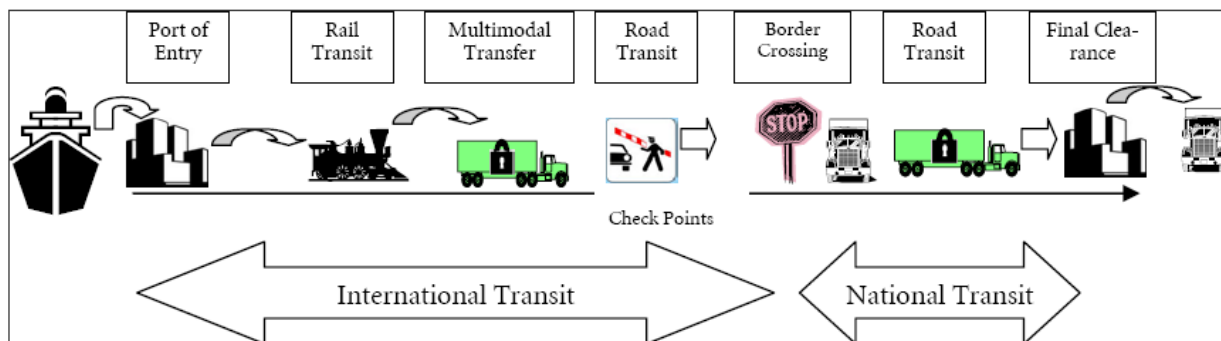 Port of
Entry
Rail
Transit
Multimodal
Transfer
Road
Transit
Border
Crossing
Road
Transit
Final Clea-
rance
STOP
Check Points
International Transit
National Transit